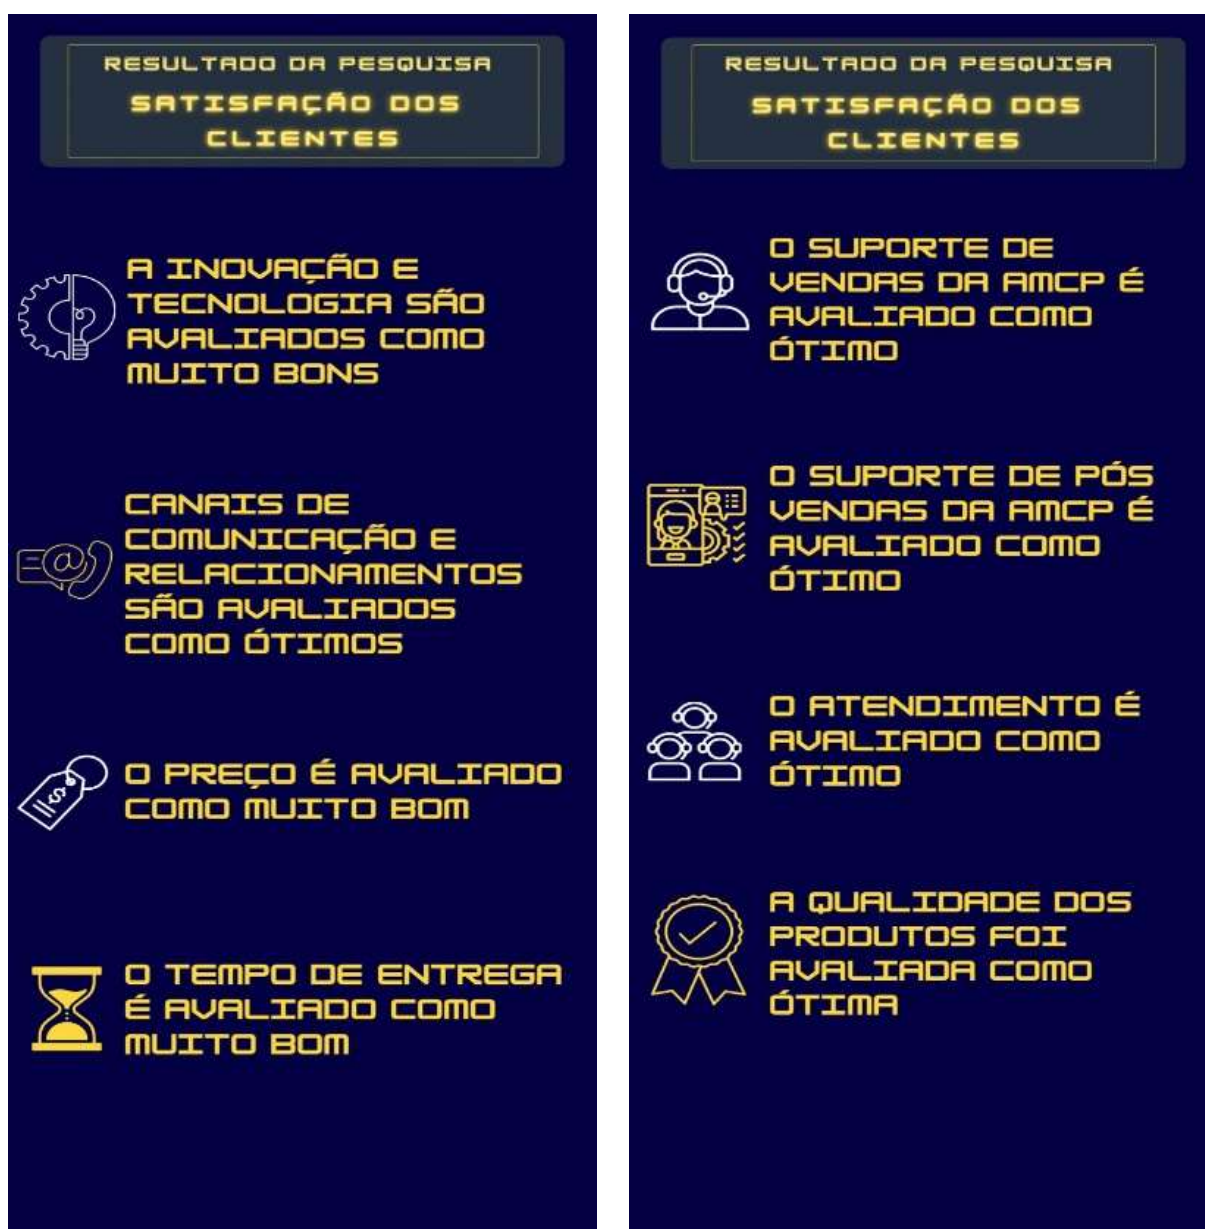 RESULTADO DA PESQUISA
SATISFAÇÃO DOS
CLIENTES
A INOVAÇÃO E
TECNOLOGIA SÃO
AVALIADOS COMO
MUITO BONS
CANAIS DE
COMUNICAÇÃO E
RELACIONAMENTOS
SÃO AVALIADOS
COMO ÓTIMOS
O PREÇO É AVALIADO
COMO MUITO BOM
O TEMPO DE ENTREGA
É AVALIADO COMO
MUITO BOM
RESULTADO DA PESQUISA
SATISFAÇÃO DOS
CLIENTES
O SUPORTE DE
VENDAS DA AMCP É
AVALIADO COMO
ÓTIMO
O SUPORTE DE PÓS
VENDAS DA AMCP É
AVALIADO COMO
ÓTIMO
O ATENDIMENTO É
AVALIADO COMO
ÓTIMO
A QUALIDADE DOS
PRODUTOS FOI
AVALIADA COMO
ÓTIMA